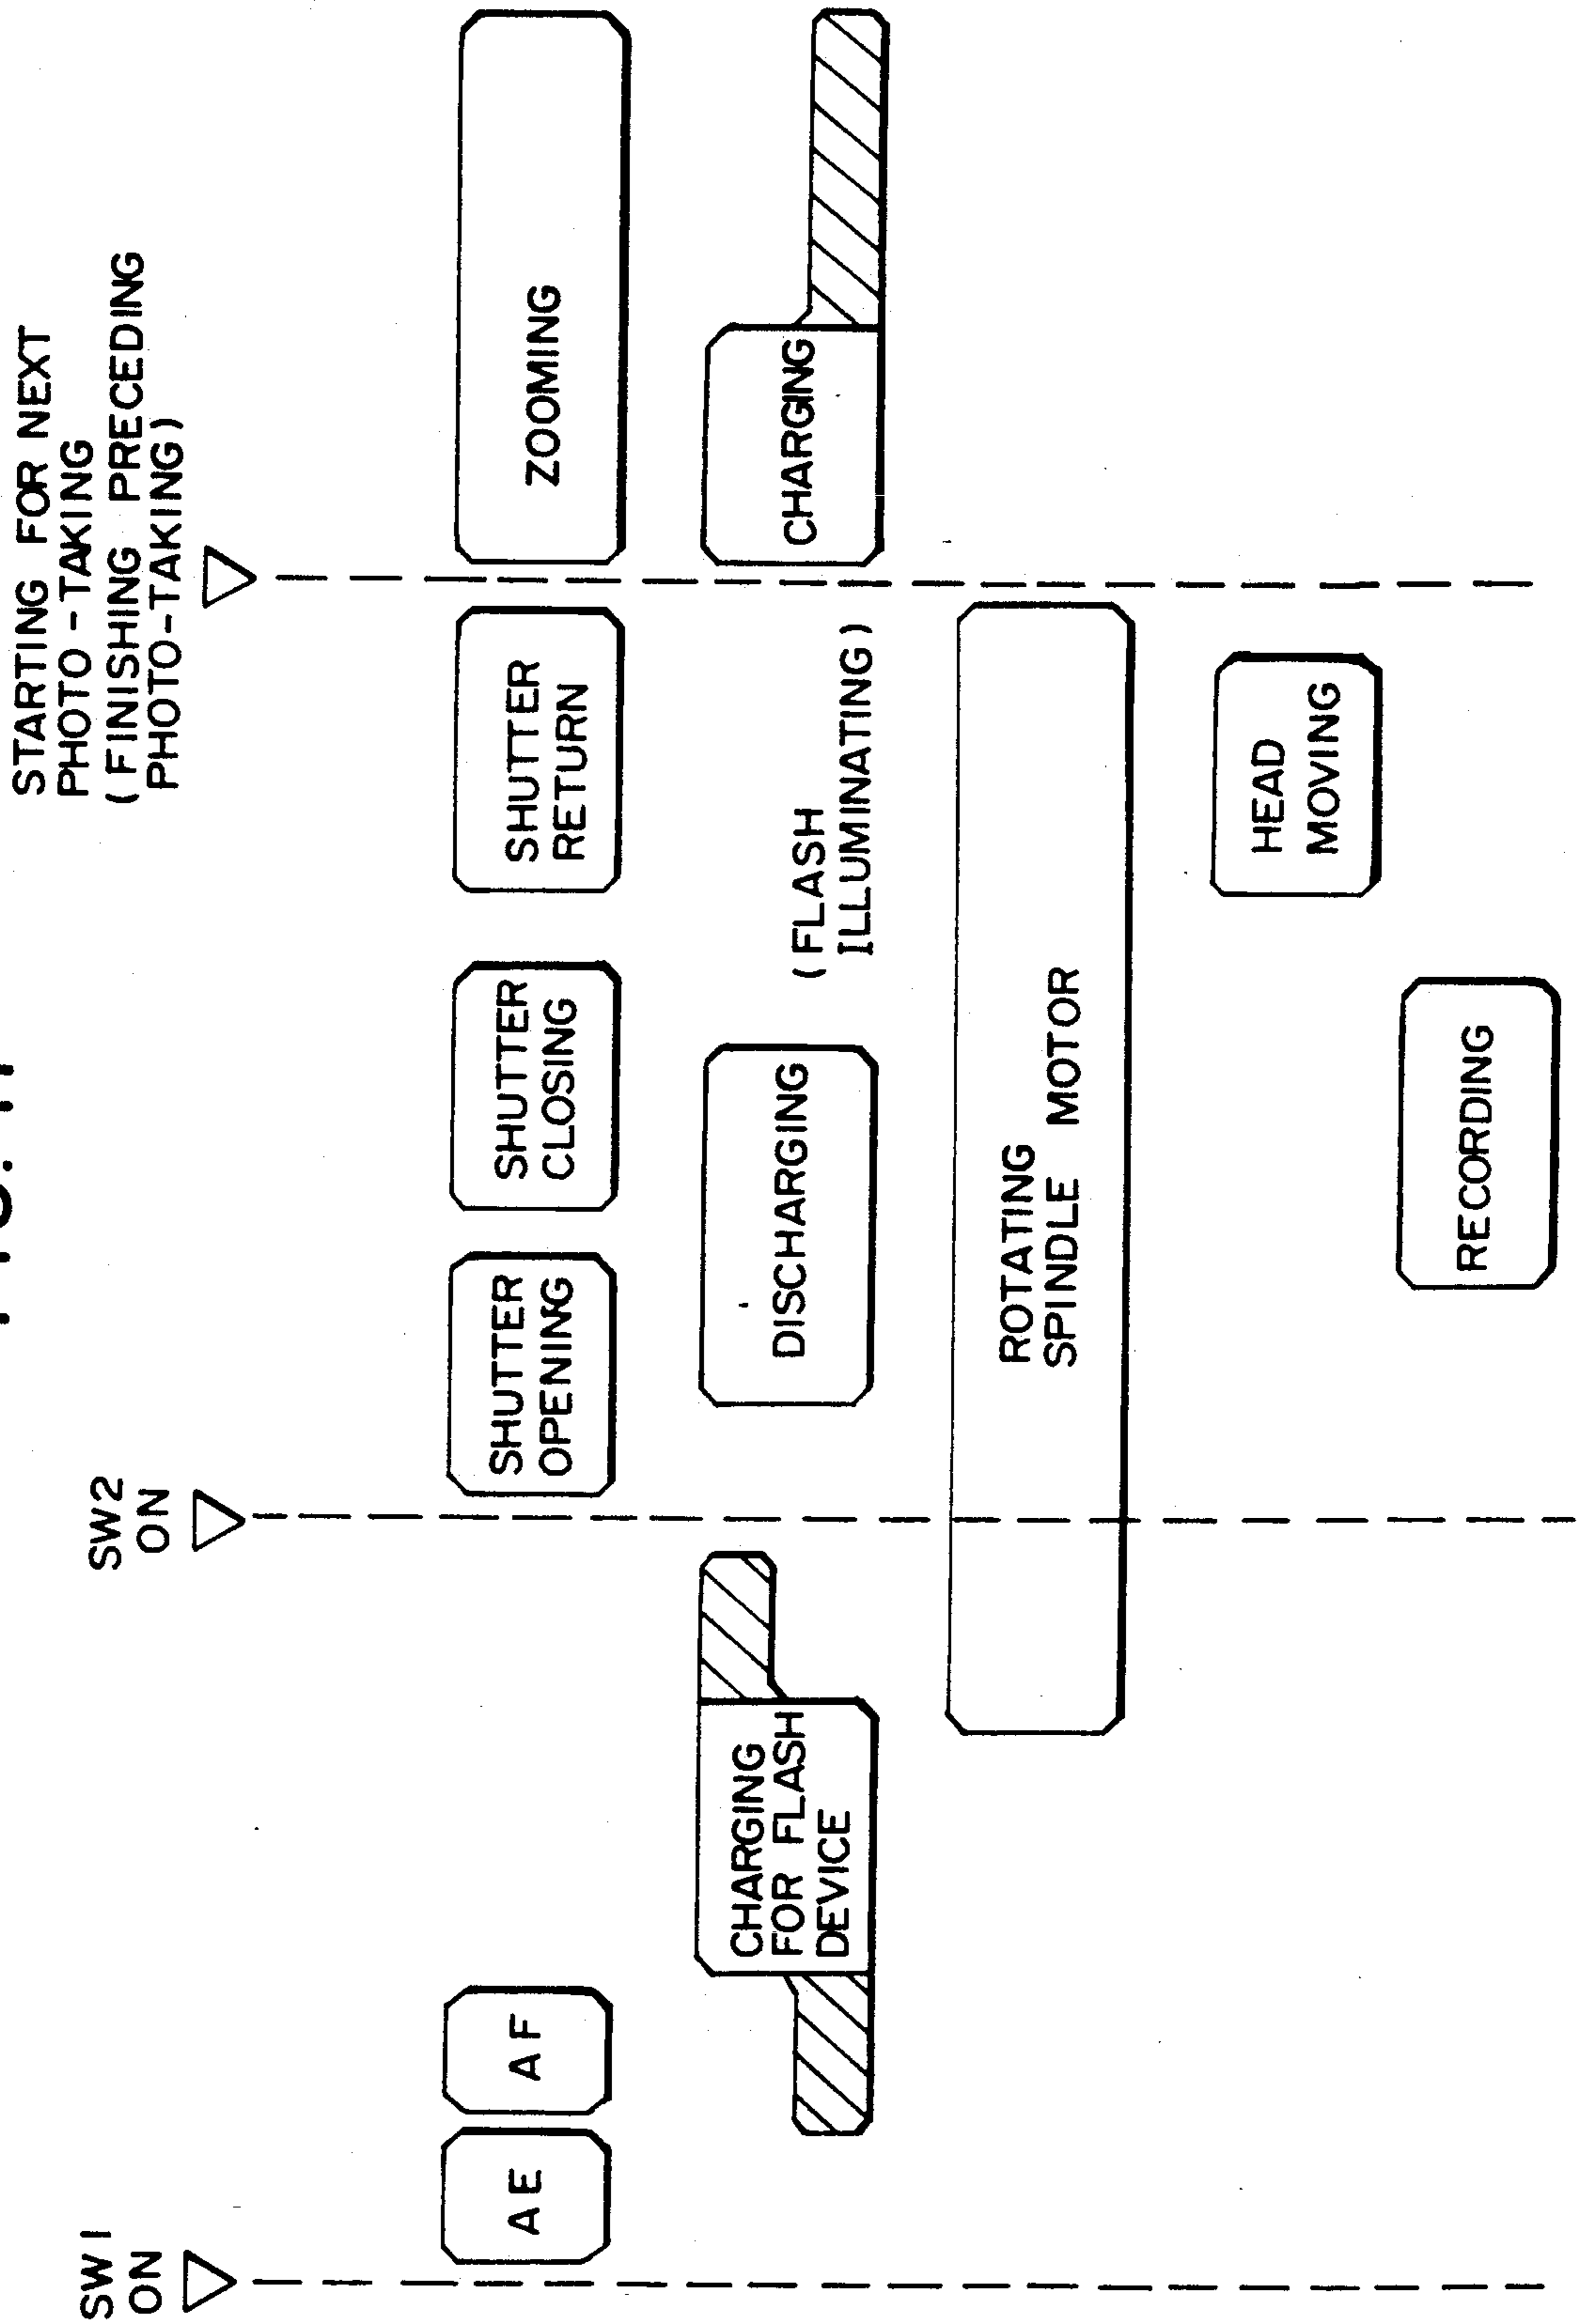 SW1
ON
SW2
ON
STARTING FOR NEXT
PHOTO-TAKING
(FINISHING PRECEDING
PHOTO-TAKING)
AE
AF
SHUTTER
OPENING
SHUTTER
CLOSING
SHUTTER
RETURN
ZOOMING
CHARGING
FOR FLASH
DEVICE
DISCHARGING
(FLASH
ILLUMINATING)
CHARGING
ROTATING
SPINDLE MOTOR
HEAD
MOVING
RECORDING